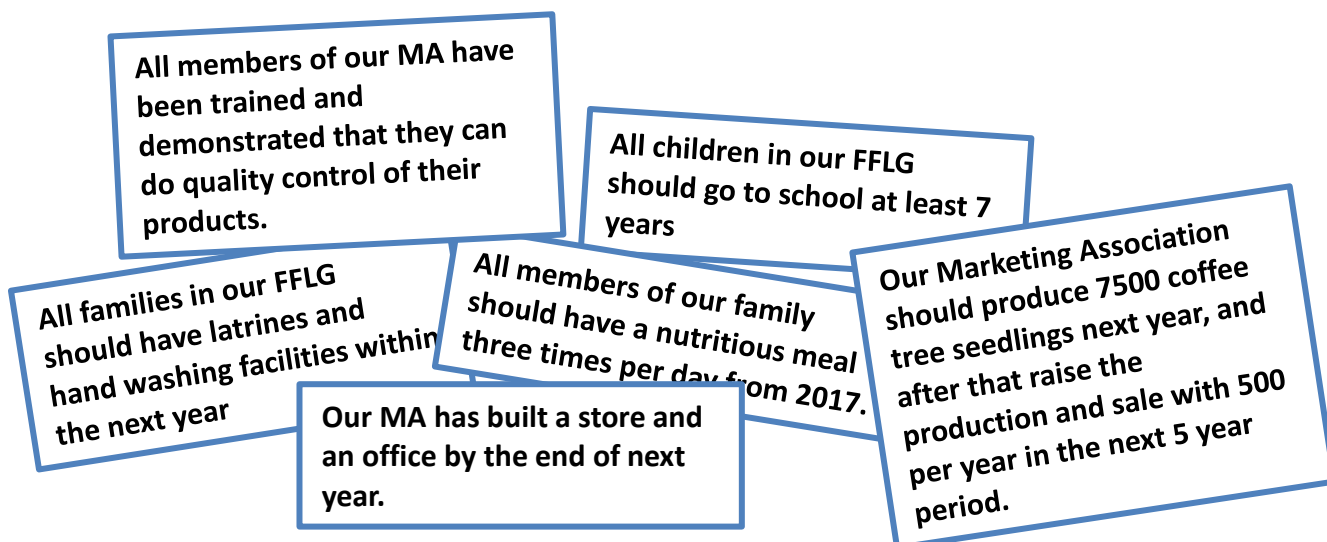 All members of our MA have
been trained and
demonstrated that they can
do quality control of their
products.
All children in our FFLG
should go to school at least 7
years
All families in our FFLG
should have latrines and
hand washing facilities within
the next year
All members of our family
should have a nutritious meal
three times per day from 2017.
Our Marketing Association
should produce 7500 coffee
tree seedlings next year, and
after that raise the
production and sale with 500
per year in the next 5 year
period.
Our MA has built a store and
an office by the end of next
year.